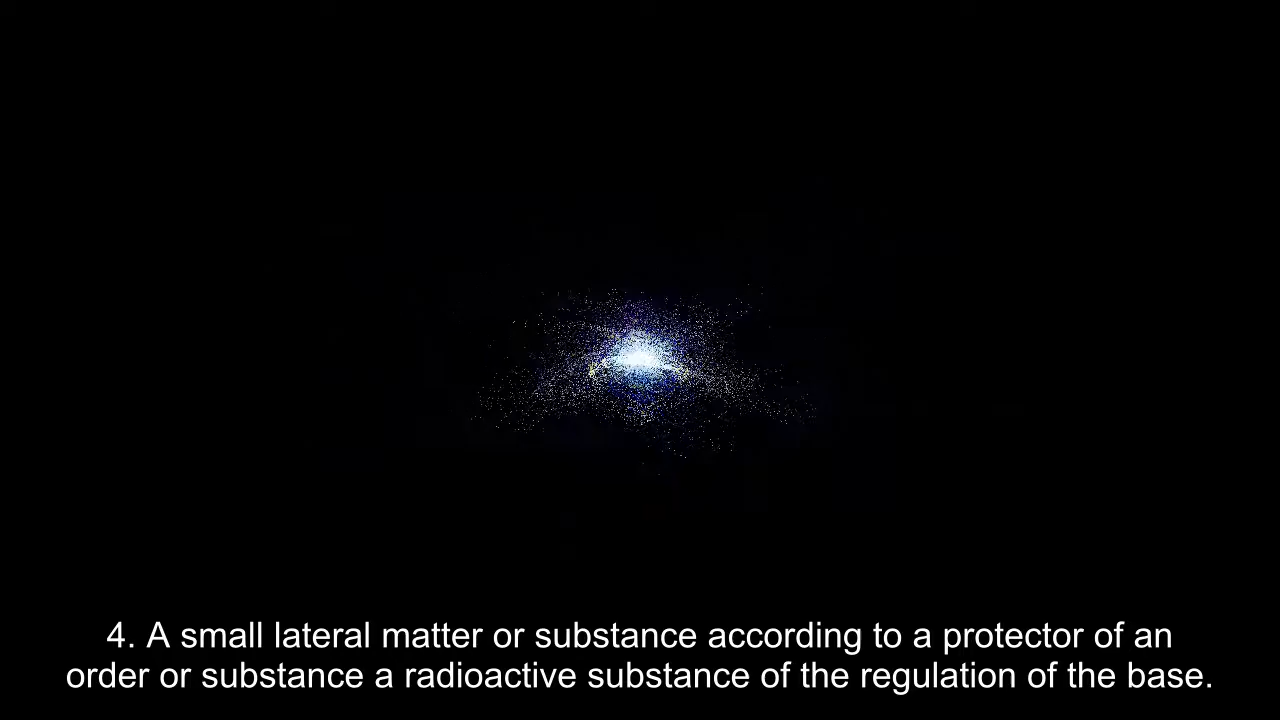 4. A small lateral matter or substance according to a protector of an
order or substance a radioactive substance of the regulation of the base.